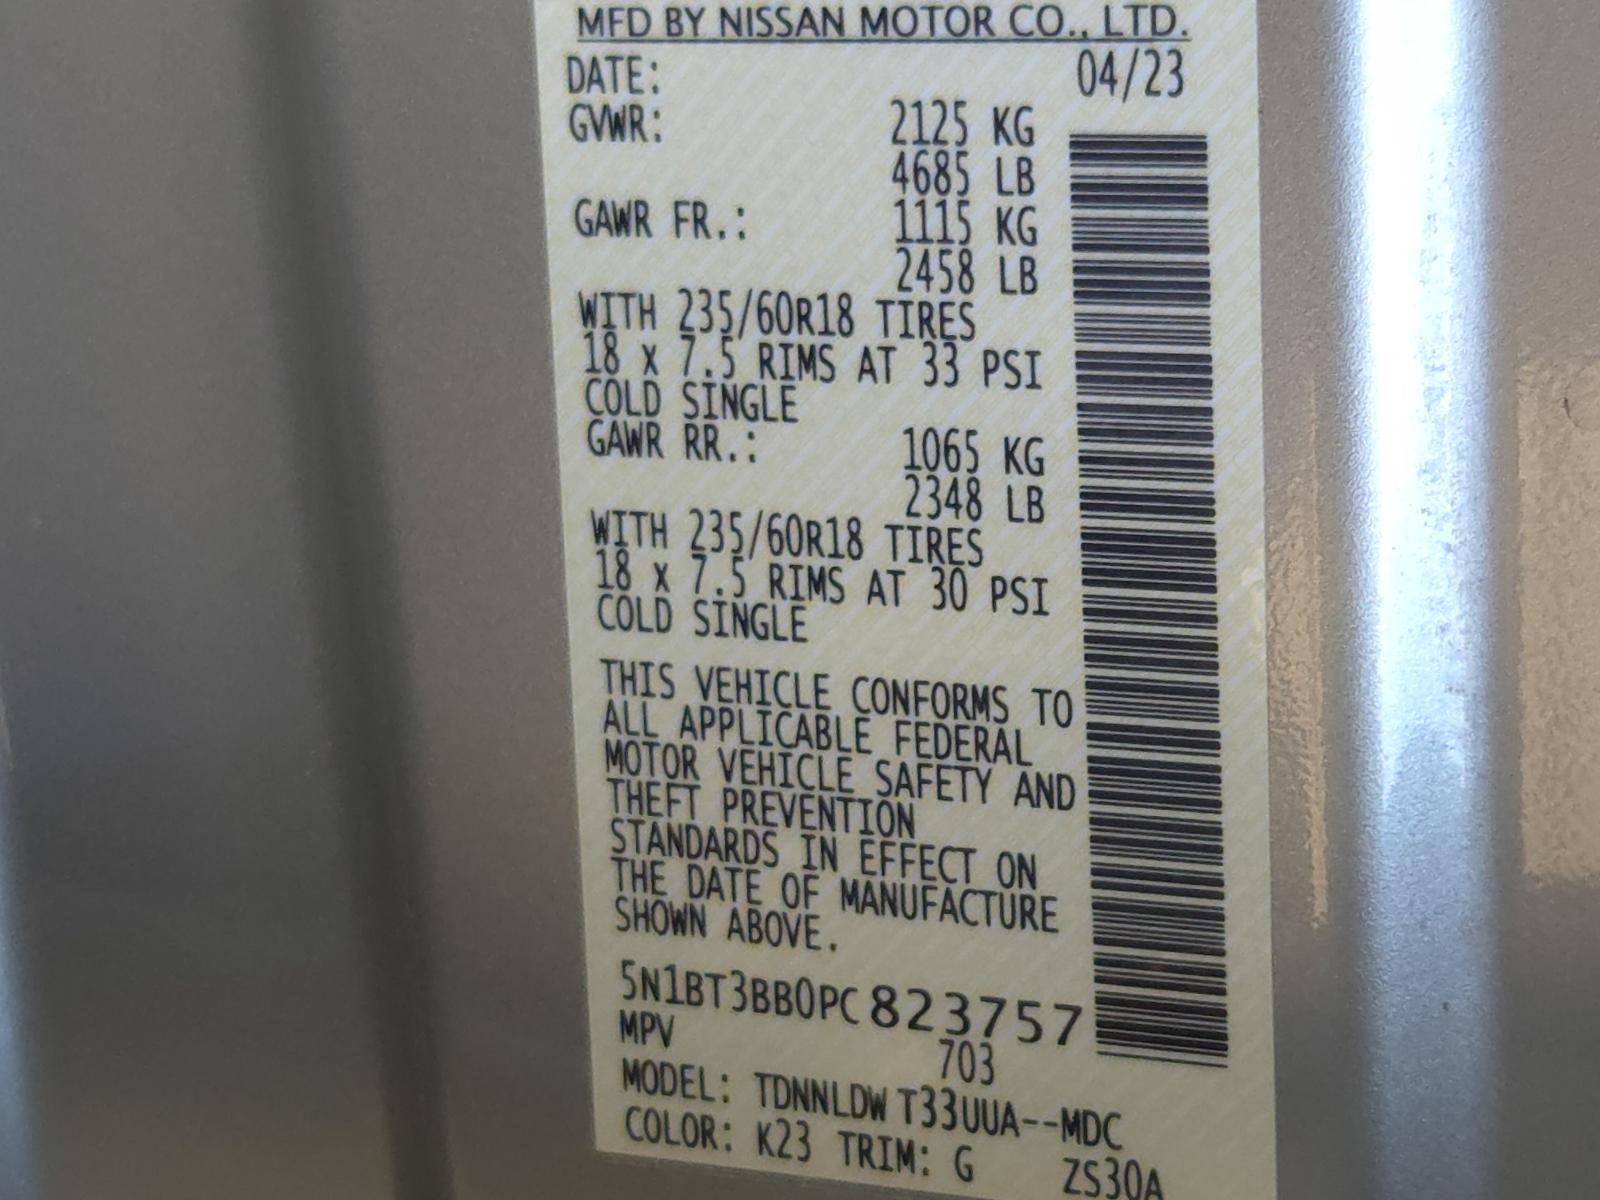 MFD BY NISSAN MOTOR CO., LTD.
DATE: 04/23
GVWR: 2125 KG
4685 LB
GAWR FR.: 1115 KG
2458 LB
WITH 235/60R18 TIRES
18 x 7.5 RIMS AT 33 PSI
COLD SINGLE
GAWR RR.: 1065 KG
2348 LB
WITH 235/60R18 TIRES
18 x 7.5 RIMS AT 30 PSI
COLD SINGLE
THIS VEHICLE CONFORMS TO
ALL APPLICABLE FEDERAL
MOTOR VEHICLE SAFETY AND
THEFT PREVENTION
STANDARDS IN EFFECT ON
THE DATE OF MANUFACTURE
SHOWN ABOVE.
5N1BT3BB0PC823757
MPV 703
MODEL: TDNNLDW T33UUA--MDC
COLOR: K23 TRIM: G ZS30A